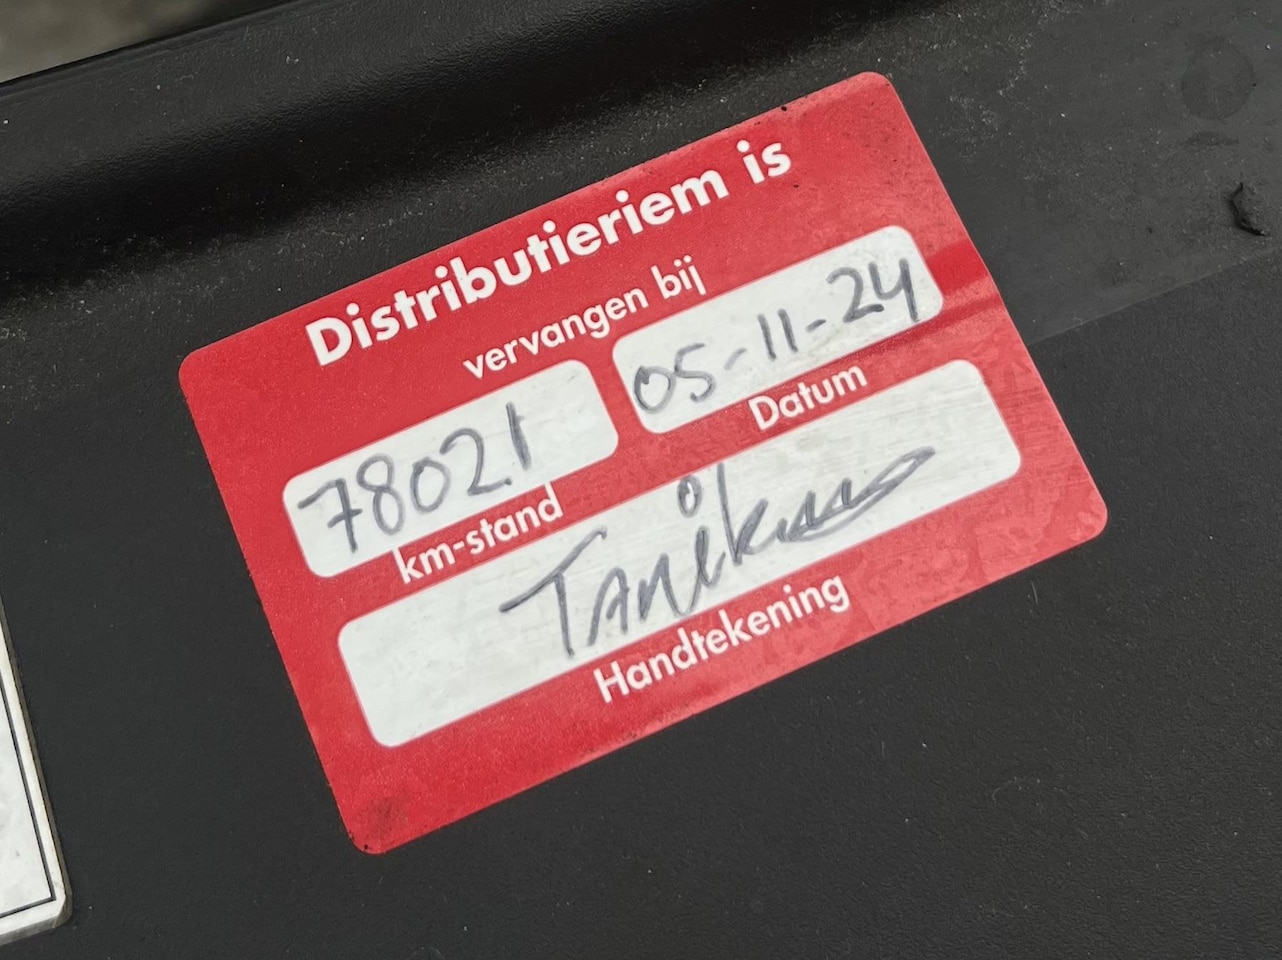 Distributieriem is
vervangen bij
78021 05-11-24
km-stand Datum
Handtekening